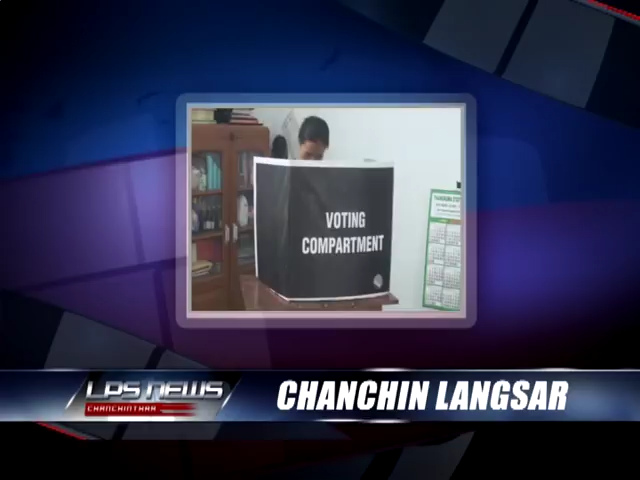 VOTING
COMPARTMENT
LPS NEWS
CHANCHINTHAR
CHANCHIN LANGSAR